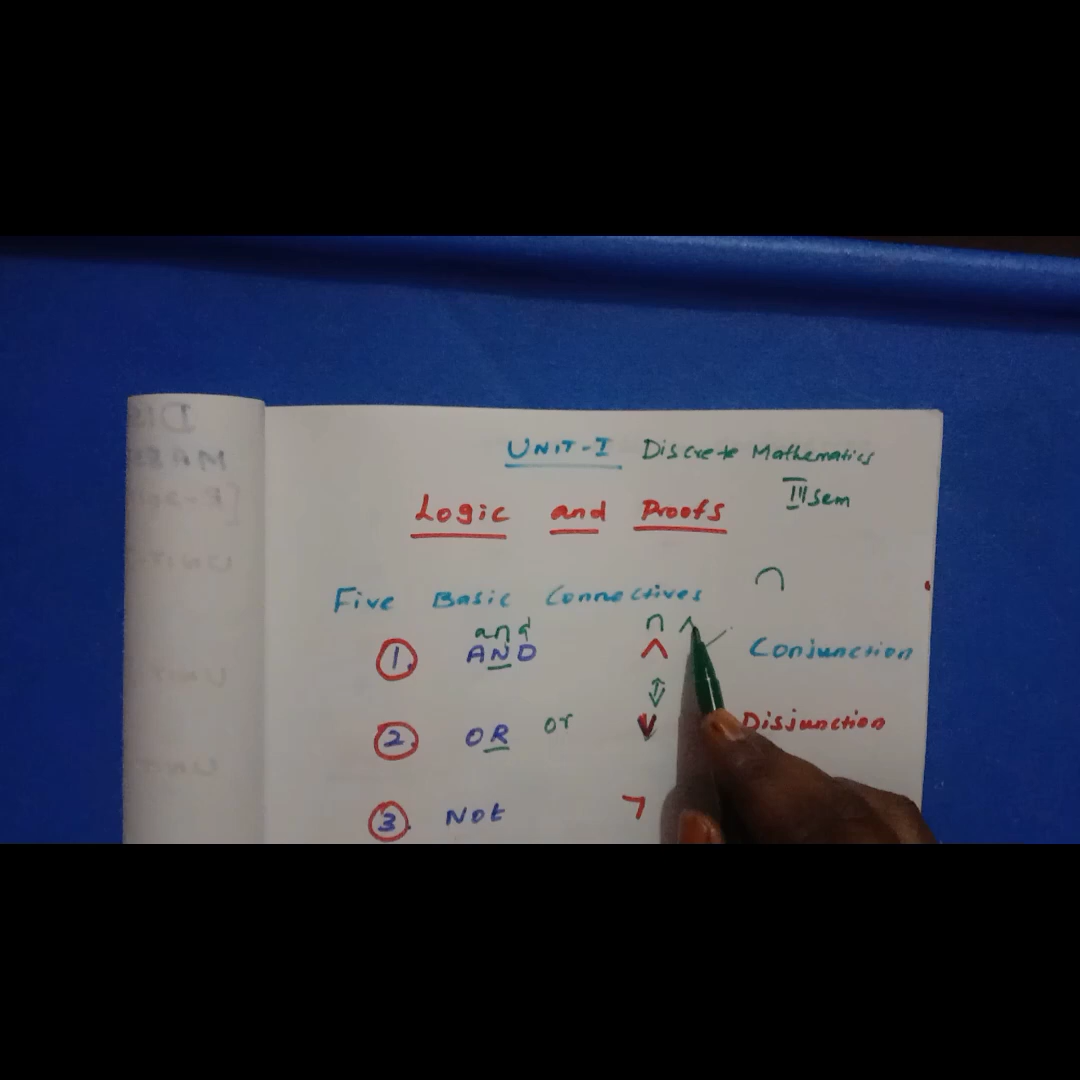 UNIT-I Discrete Mathematics
III Sem
Logic and Proofs
∩
Five Basic Connectives
and ∩ ∧
1. AND ∧ Conjunction
⇕
2. OR or ∨ Disjunction
3. Not ¬